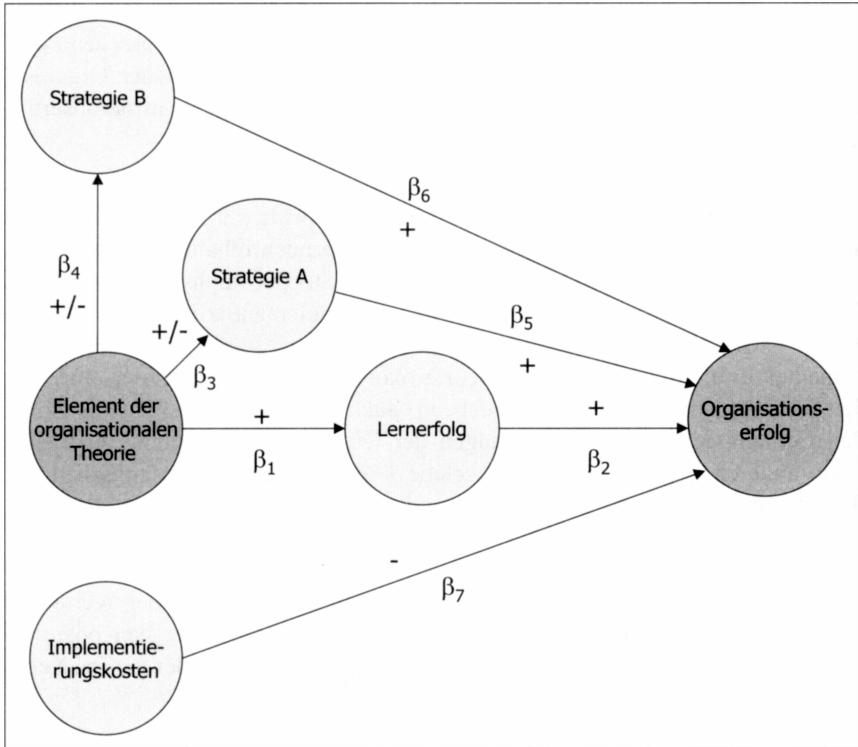 Strategie B
β6
+
Strategie A
β4
+/-
+/-
β3
β5
+
Element der
organisationalen
Theorie
+
β1
Lernerfolg
+
β2
Organisations-
erfolg
-
β7
Implementie-
rungskosten